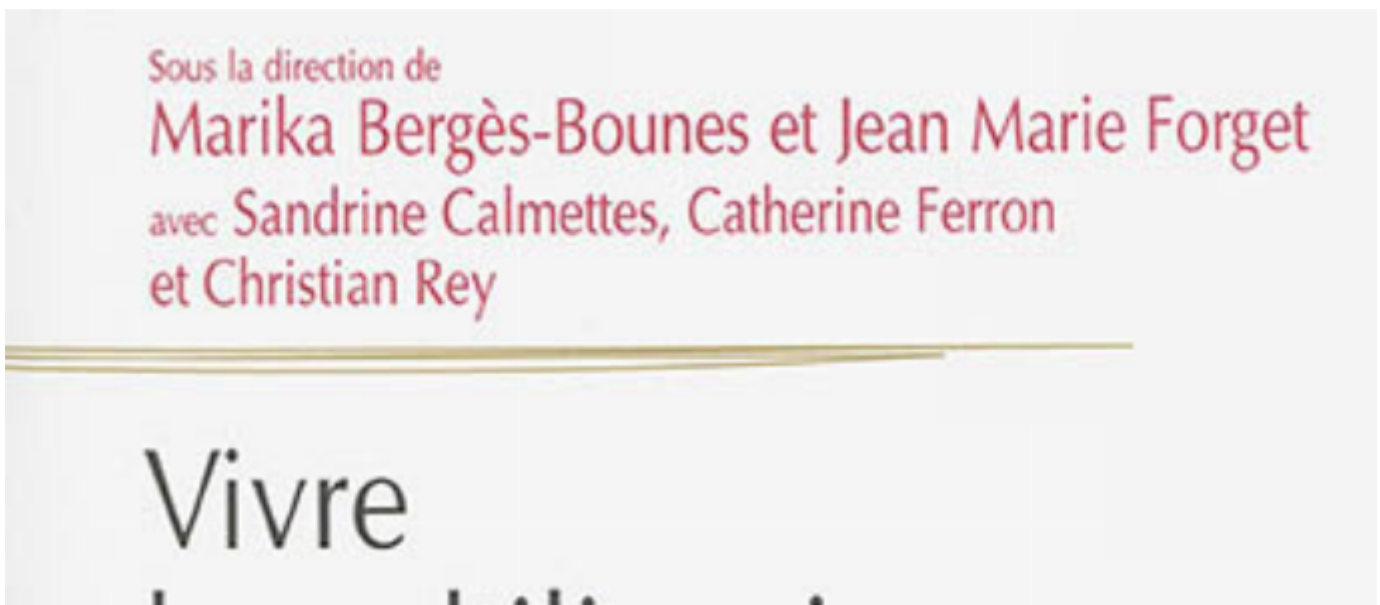 Sous la direction de
Marika Bergès-Bounes et Jean Marie Forget
avec Sandrine Calmettes, Catherine Ferron
et Christian Rey
Vivre